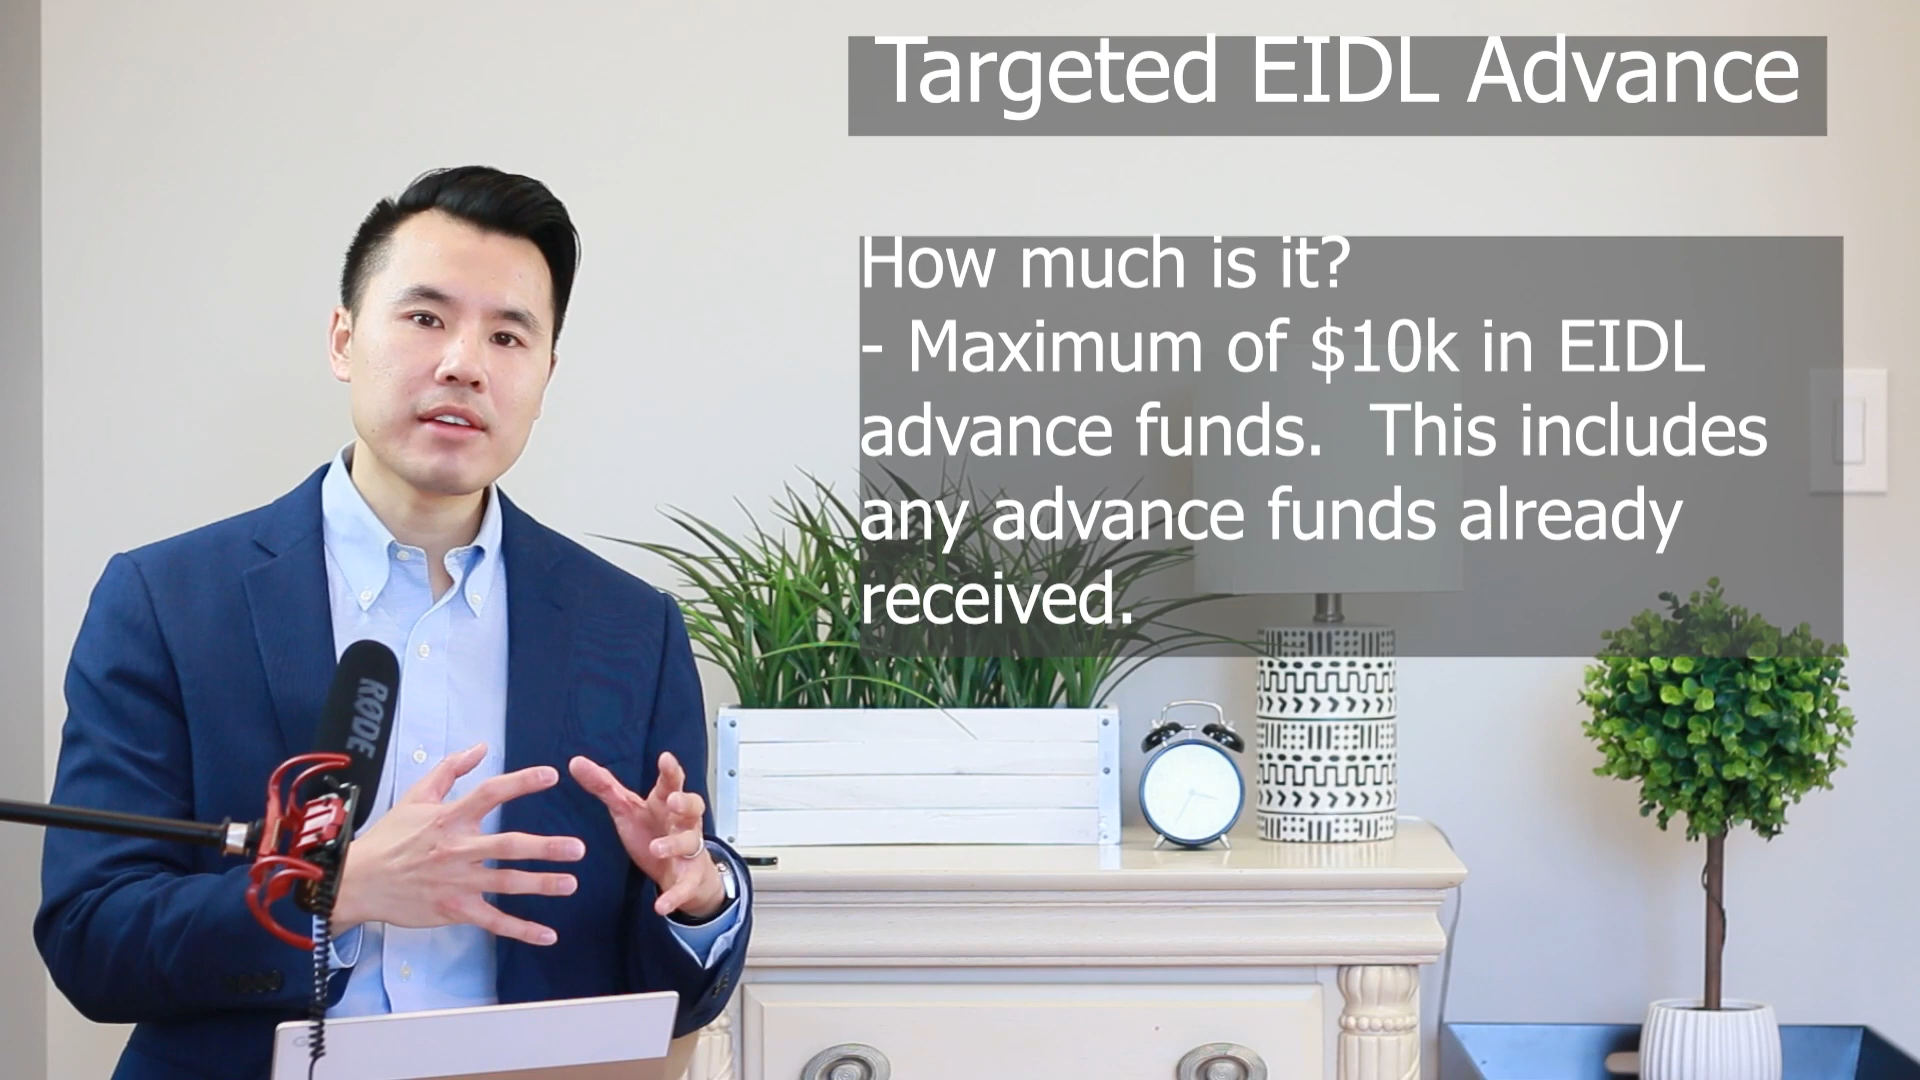 Targeted EIDL Advance
How much is it?
- Maximum of $10k in EIDL
advance funds.  This includes
any advance funds already
received.
RØDE